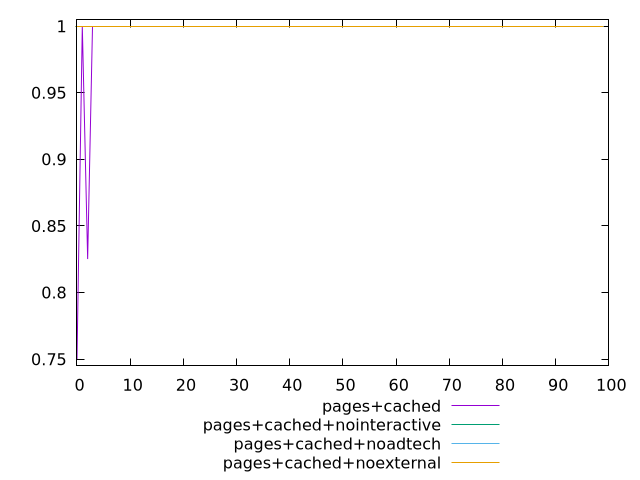 1
0.95
0.9
0.85
0.8
0.75
0 10 20 30 40 50 60 70 80 90 100
pages+cached
pages+cached+nointeractive
pages+cached+noadtech
pages+cached+noexternal